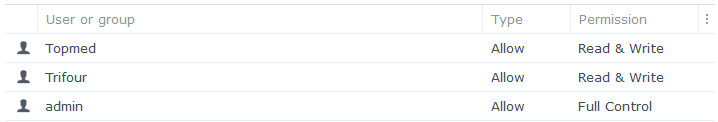 User or group Type Permission
Topmed Allow Read & Write
Trifour Allow Read & Write
admin Allow Full Control